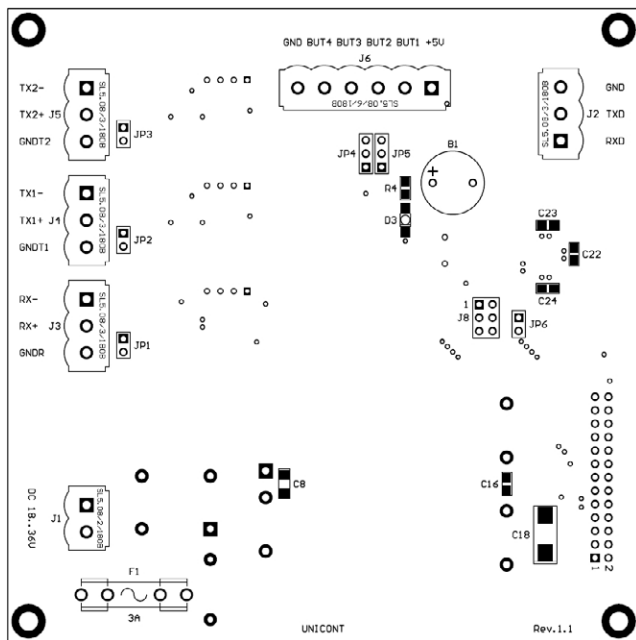 GND BUT4 BUT3 BUT2 BUT1 +5V
J6
SL5.08/6/180B
TX2-
TX2+ J5
GNDT2
SL5.08/3/180B
JP3
GND
J2 TXD
RXD
SL5.08/3/180B
JP4
JP5
B1
+
R4
D3
TX1-
TX1+ J4
GNDT1
SL5.08/3/180B
JP2
C23
C22
C24
RX-
RX+ J3
GNDR
SL5.08/3/180B
JP1
1
J8
JP6
DC 18..36V
J1
SL5.08/2/180B
C8
C16
C18
1
2
F1
3A
UNICONT
Rev.1.1